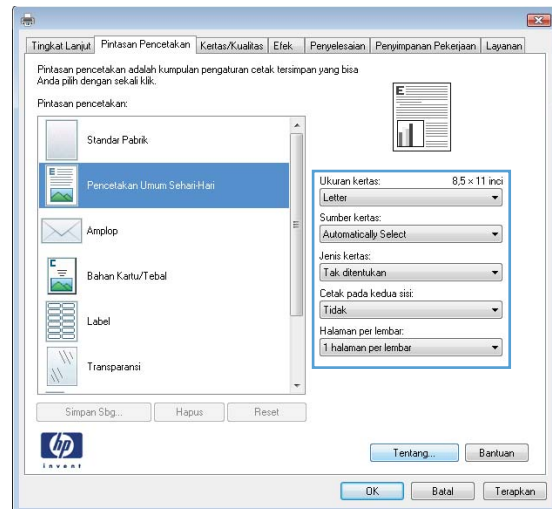 Tingkat Lanjut Pintasan Pencetakan Kertas/Kualitas Efek Penyelesaian Penyimpanan Pekerjaan Layanan
Pintasan pencetakan adalah kumpulan pengaturan cetak tersimpan yang bisa
Anda pilih dengan sekali klik.
Pintasan pencetakan:
Standar Pabrik
Pencetakan Umum Sehari-Hari
Amplop
Bahan Kartu/Tebal
Label
Transparansi
E
Ukuran kertas: 8,5 × 11 inci
Letter
Sumber kertas:
Automatically Select
Jenis kertas:
Tak ditentukan
Cetak pada kedua sisi:
Tidak
Halaman per lembar:
1 halaman per lembar
Simpan Sbg... Hapus Reset
hp
invent
Tentang... Bantuan
OK Batal Terapkan